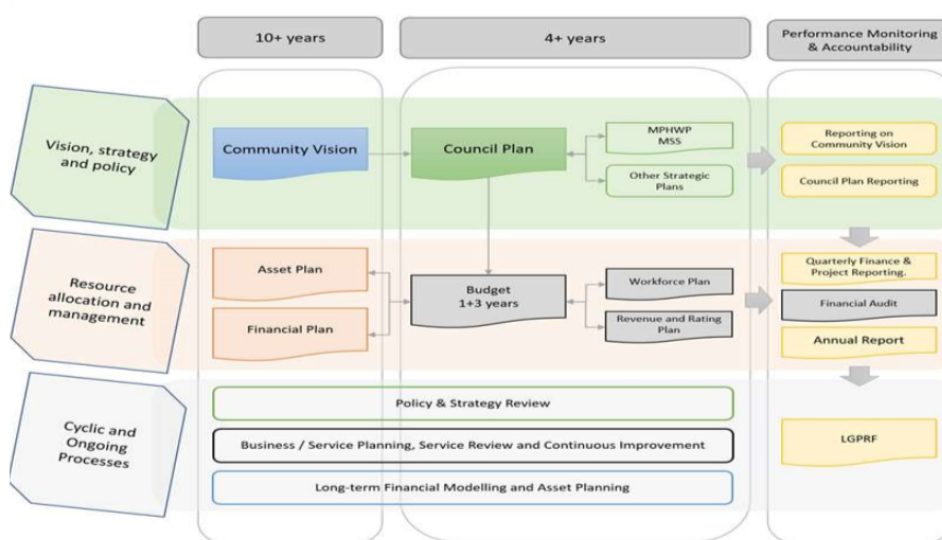 10+ years
4+ years
Performance Monitoring
& Accountability
Vision, strategy
and policy
Community Vision
Council Plan
MPHWP
MSS
Other Strategic
Plans
Reporting on
Community Vision
Council Plan Reporting
Resource
allocation and
management
Asset Plan
Financial Plan
Budget
1+3 years
Workforce Plan
Revenue and Rating
Plan
Quarterly Finance &
Project Reporting.
Financial Audit
Annual Report
Cyclic and
Ongoing
Processes
Policy & Strategy Review
Business / Service Planning, Service Review and Continuous Improvement
Long-term Financial Modelling and Asset Planning
LGPRF